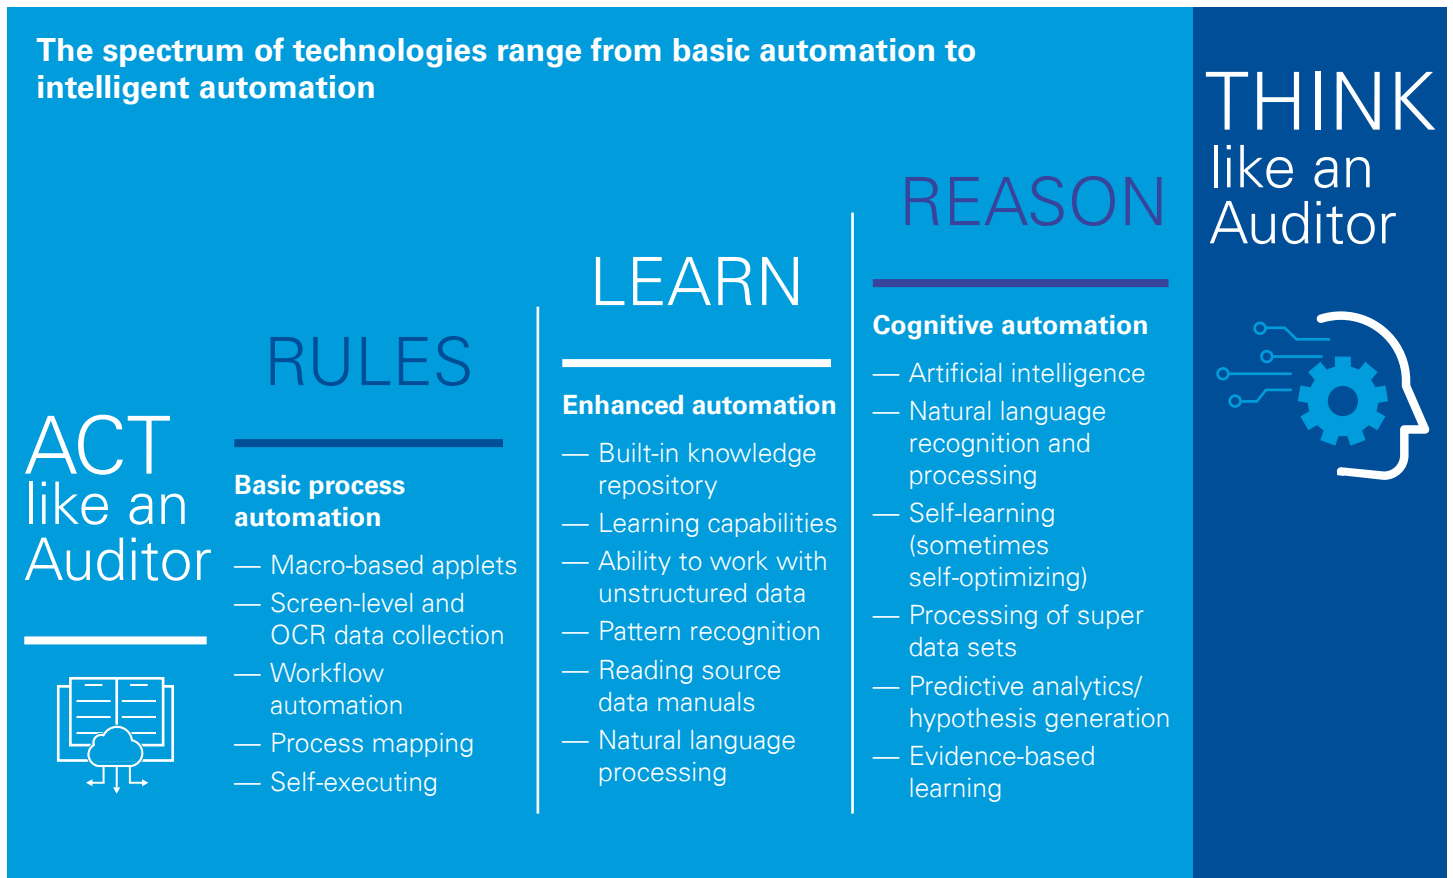 The spectrum of technologies range from basic automation to
intelligent automation
ACT
like an
Auditor
RULES
Basic process
automation
— Macro-based applets
— Screen-level and
OCR data collection
— Workflow
automation
— Process mapping
— Self-executing
LEARN
Enhanced automation
— Built-in knowledge
repository
— Learning capabilities
— Ability to work with
unstructured data
— Pattern recognition
— Reading source
data manuals
— Natural language
processing
REASON
Cognitive automation
— Artificial intelligence
— Natural language
recognition and
processing
— Self-learning
(sometimes
self-optimizing)
— Processing of super
data sets
— Predictive analytics/
hypothesis generation
— Evidence-based
learning
THINK
like an
Auditor